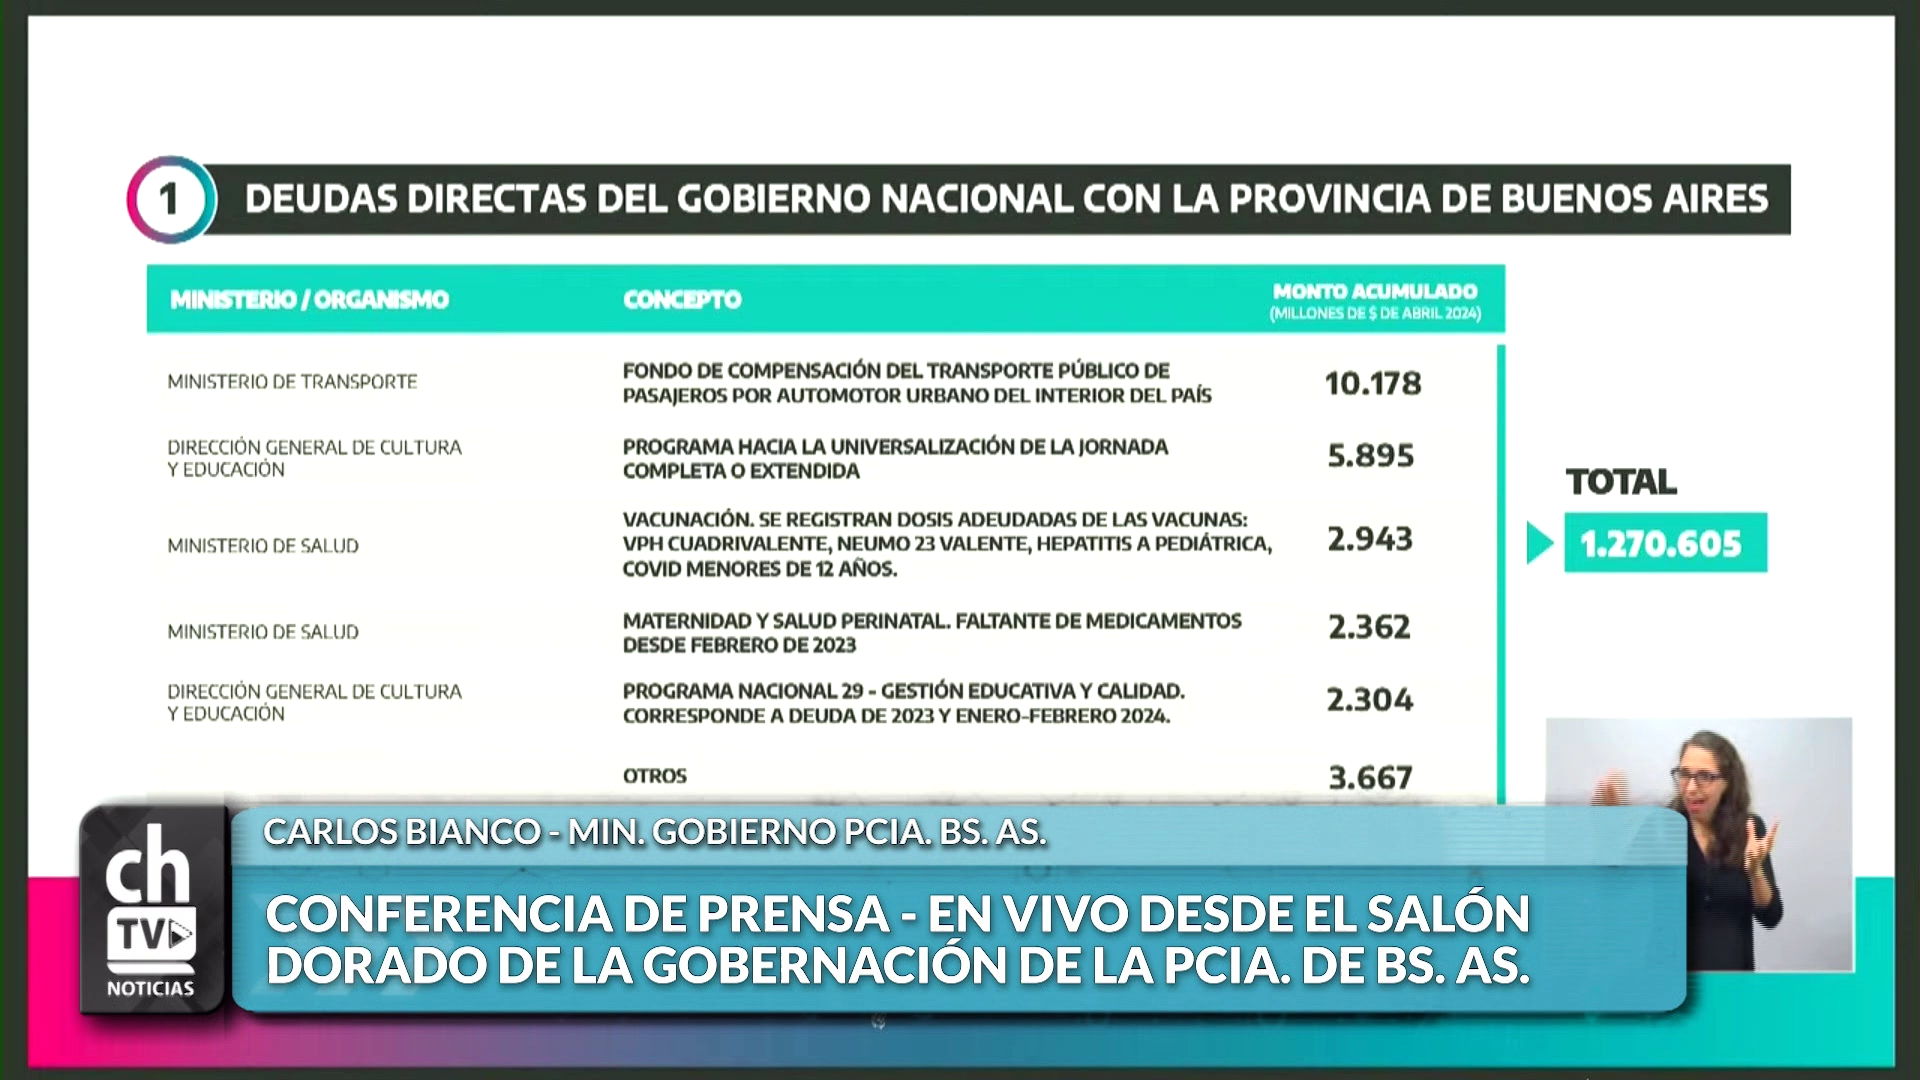 1
DEUDAS DIRECTAS DEL GOBIERNO NACIONAL CON LA PROVINCIA DE BUENOS AIRES
MINISTERIO / ORGANISMO
CONCEPTO
MONTO ACUMULADO
(MILLONES DE $ DE ABRIL 2024)
MINISTERIO DE TRANSPORTE
FONDO DE COMPENSACIÓN DEL TRANSPORTE PÚBLICO DE
PASAJEROS POR AUTOMOTOR URBANO DEL INTERIOR DEL PAÍS
10.178
DIRECCIÓN GENERAL DE CULTURA
Y EDUCACIÓN
PROGRAMA HACIA LA UNIVERSALIZACIÓN DE LA JORNADA
COMPLETA O EXTENDIDA
5.895
MINISTERIO DE SALUD
VACUNACIÓN. SE REGISTRAN DOSIS ADEUDADAS DE LAS VACUNAS:
VPH CUADRIVALENTE, NEUMO 23 VALENTE, HEPATITIS A PEDIÁTRICA,
COVID MENORES DE 12 AÑOS.
2.943
MINISTERIO DE SALUD
MATERNIDAD Y SALUD PERINATAL. FALTANTE DE MEDICAMENTOS
DESDE FEBRERO DE 2023
2.362
DIRECCIÓN GENERAL DE CULTURA
Y EDUCACIÓN
PROGRAMA NACIONAL 29 - GESTIÓN EDUCATIVA Y CALIDAD.
CORRESPONDE A DEUDA DE 2023 Y ENERO-FEBRERO 2024.
2.304
OTROS
3.667
TOTAL
1.270.605
ch
TV
NOTICIAS
CARLOS BIANCO - MIN. GOBIERNO PCIA. BS. AS.
CONFERENCIA DE PRENSA - EN VIVO DESDE EL SALÓN
DORADO DE LA GOBERNACIÓN DE LA PCIA. DE BS. AS.